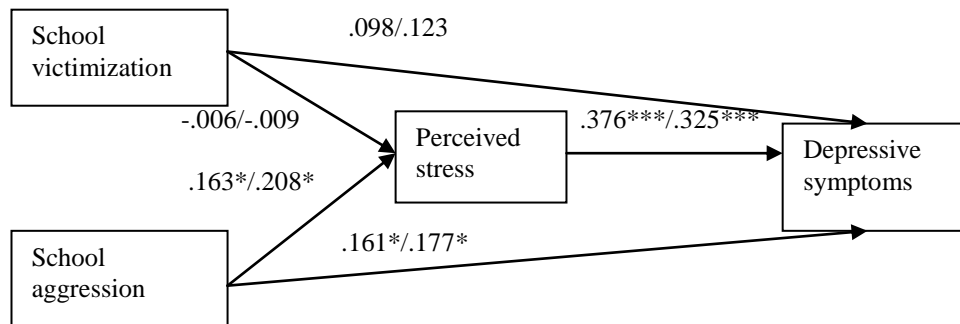 School
victimization
.098/.123
-.006/-.009
Perceived
stress
.376***/.325***
Depressive
symptoms
.163*/.208*
.161*/.177*
School
aggression